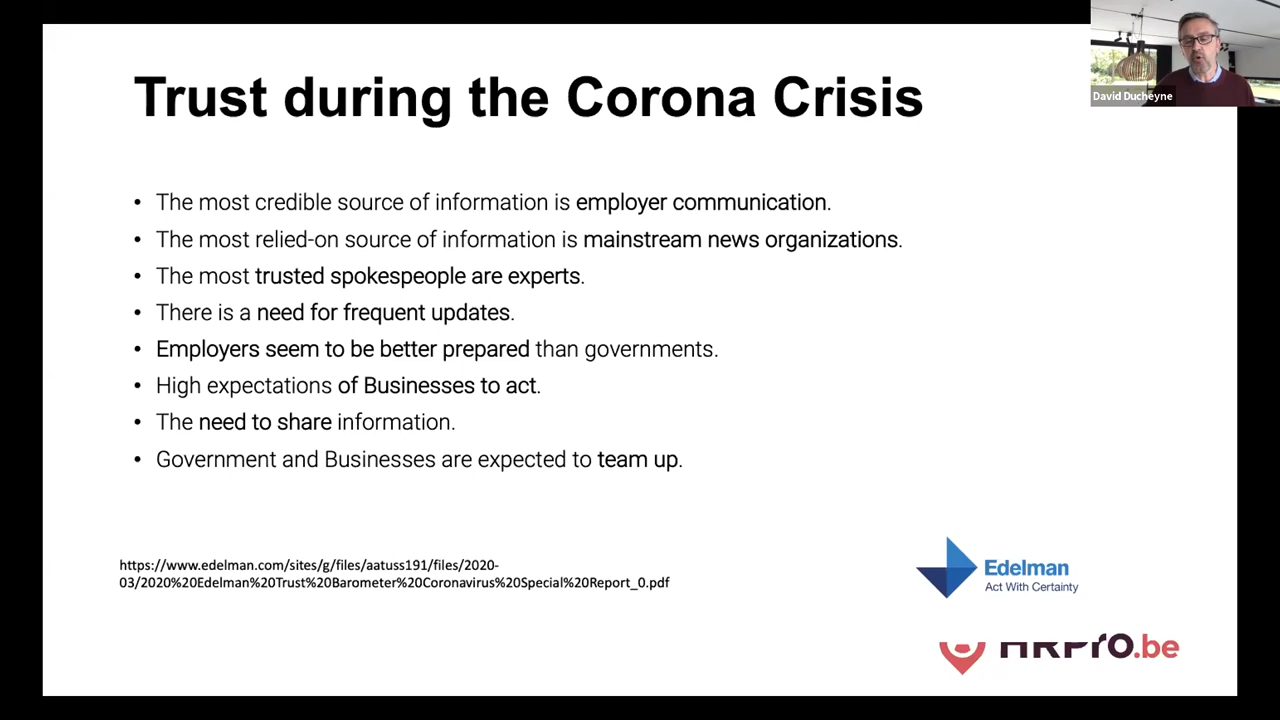 Trust during the Corona Crisis
David Ducheyne
• The most credible source of information is employer communication.
• The most relied-on source of information is mainstream news organizations.
• The most trusted spokespeople are experts.
• There is a need for frequent updates.
• Employers seem to be better prepared than governments.
• High expectations of Businesses to act.
• The need to share information.
• Government and Businesses are expected to team up.
https://www.edelman.com/sites/g/files/aatuss191/files/2020-
03/2020%20Edelman%20Trust%20Barometer%20Coronavirus%20Special%20Report_0.pdf
Edelman
Act With Certainty
HRPro.be